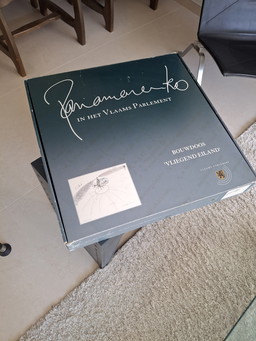 Panamarenko
IN HET VLAAMS PARLEMENT
BOUWDOOS
'VLIEGEND EILAND'